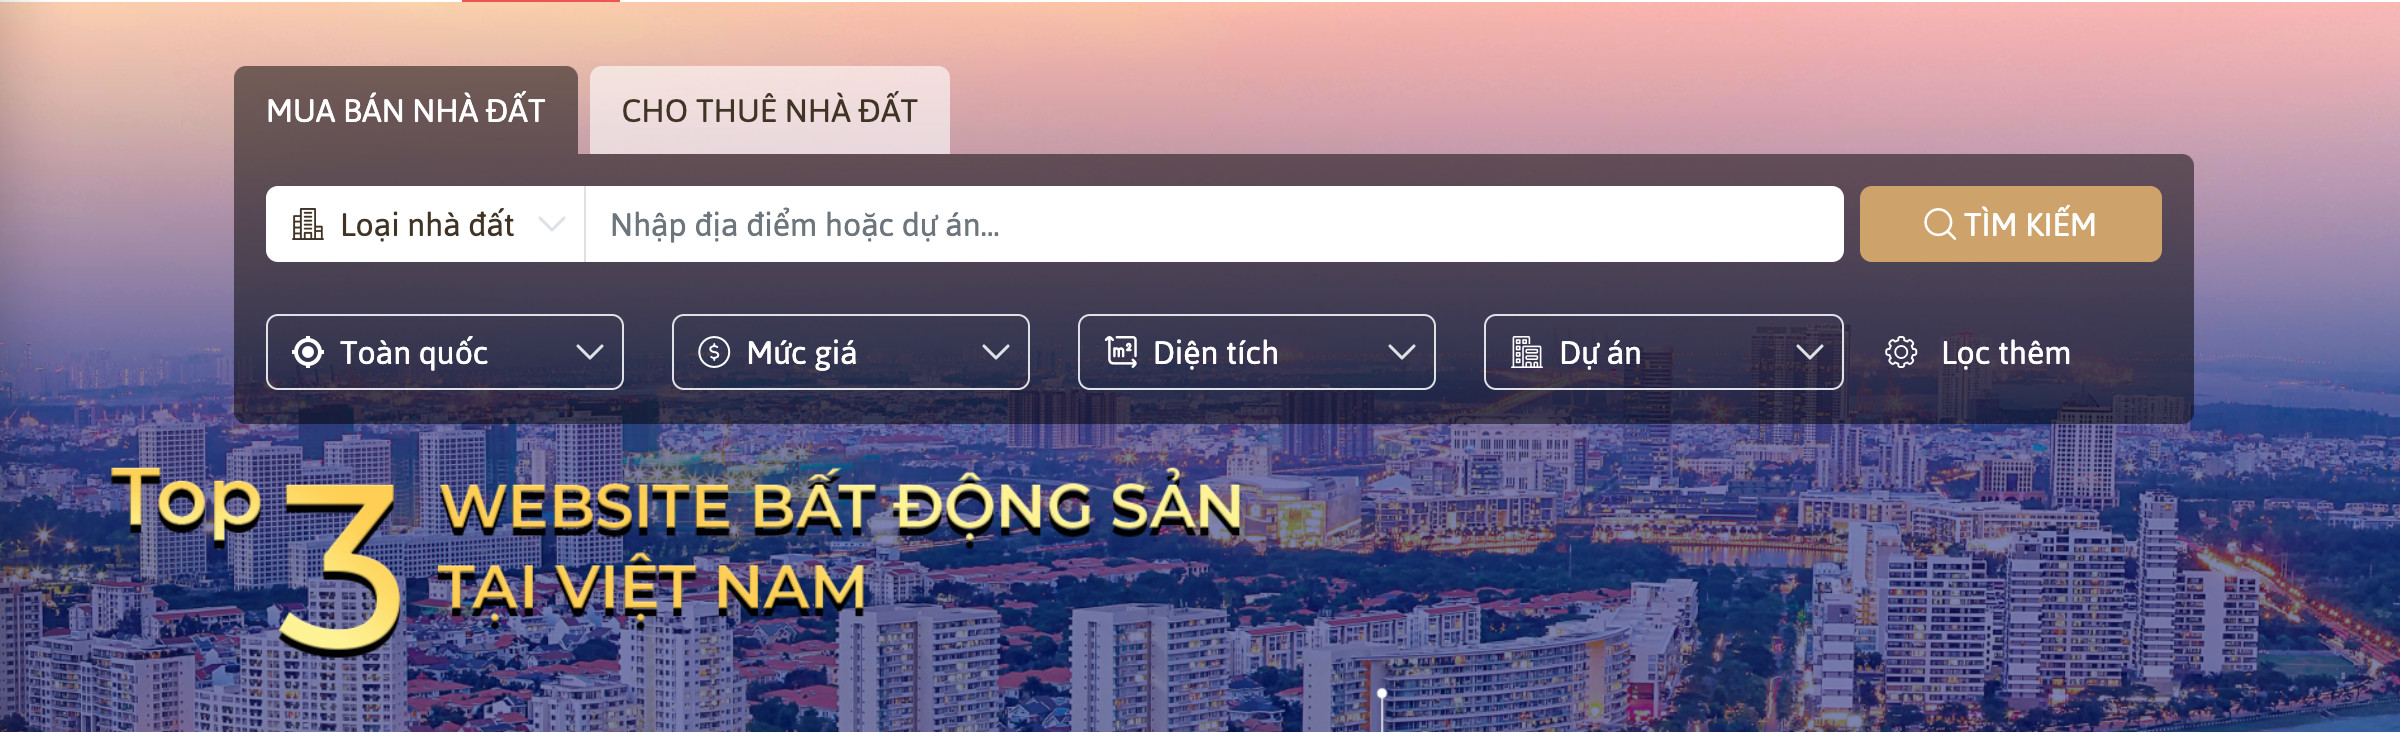 MUA BÁN NHÀ ĐẤT
CHO THUÊ NHÀ ĐẤT
Loại nhà đất
Nhập địa điểm hoặc dự án...
TÌM KIẾM
Toàn quốc
$ Mức giá
m² Diện tích
Dự án
Lọc thêm
Top 3 WEBSITE BẤT ĐỘNG SẢN
TẠI VIỆT NAM